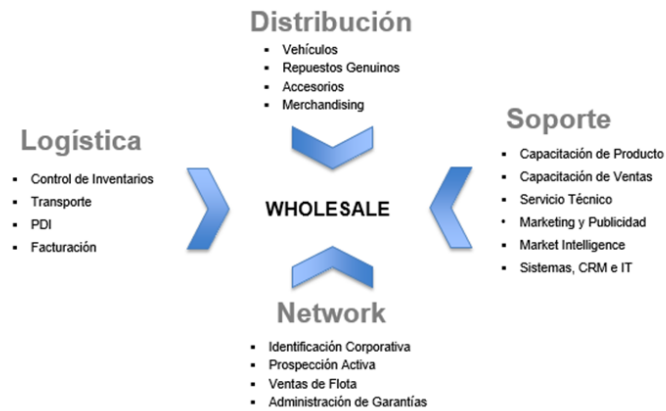 Distribución
Vehículos
Repuestos Genuinos
Accesorios
Merchandising
Logística
Control de Inventarios
Transporte
PDI
Facturación
WHOLESALE
Soporte
Capacitación de Producto
Capacitación de Ventas
Servicio Técnico
Marketing y Publicidad
Market Intelligence
Sistemas, CRM e IT
Network
Identificación Corporativa
Prospección Activa
Ventas de Flota
Administración de Garantías